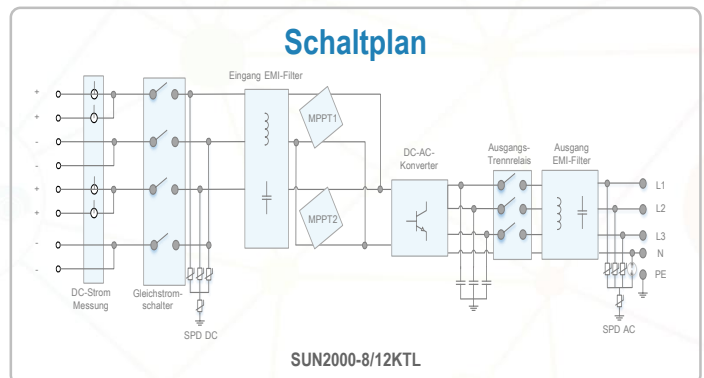 Schaltplan
Eingang EMI-Filter
+
+
-
-
+
+
-
-
MPPT1
MPPT2
DC-AC-
Konverter
Ausgangs-
Trennrelais
Ausgang
EMI-Filter
L1
L2
L3
N
PE
DC-Strom
Messung
Gleichstrom-
schalter
SPD DC
SPD AC
SUN2000-8/12KTL